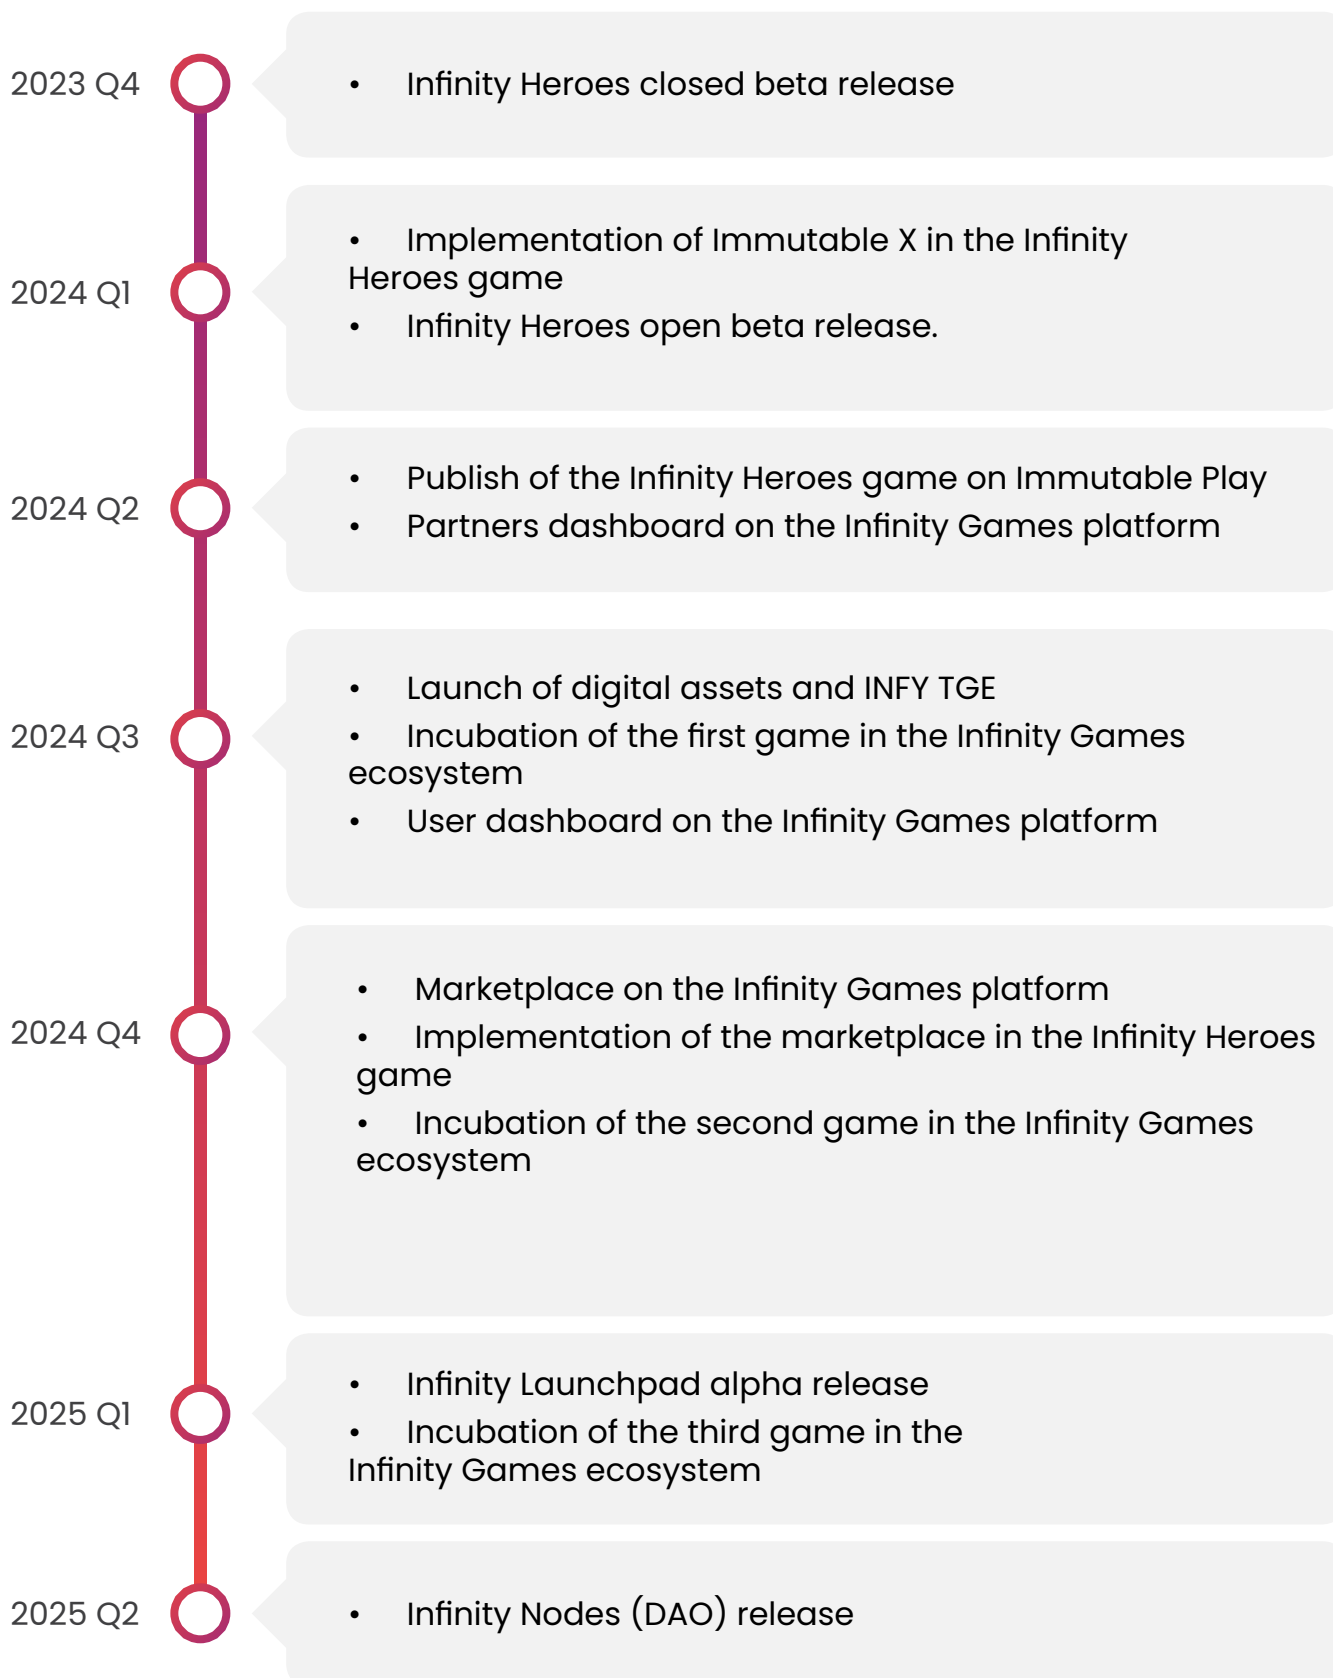 2023 Q4
• Infinity Heroes closed beta release
2024 Q1
• Implementation of Immutable X in the Infinity
Heroes game
• Infinity Heroes open beta release.
2024 Q2
• Publish of the Infinity Heroes game on Immutable Play
• Partners dashboard on the Infinity Games platform
2024 Q3
• Launch of digital assets and INFY TGE
• Incubation of the first game in the Infinity Games
ecosystem
• User dashboard on the Infinity Games platform
2024 Q4
• Marketplace on the Infinity Games platform
• Implementation of the marketplace in the Infinity Heroes
game
• Incubation of the second game in the Infinity Games
ecosystem
2025 Q1
• Infinity Launchpad alpha release
• Incubation of the third game in the
Infinity Games ecosystem
2025 Q2
• Infinity Nodes (DAO) release